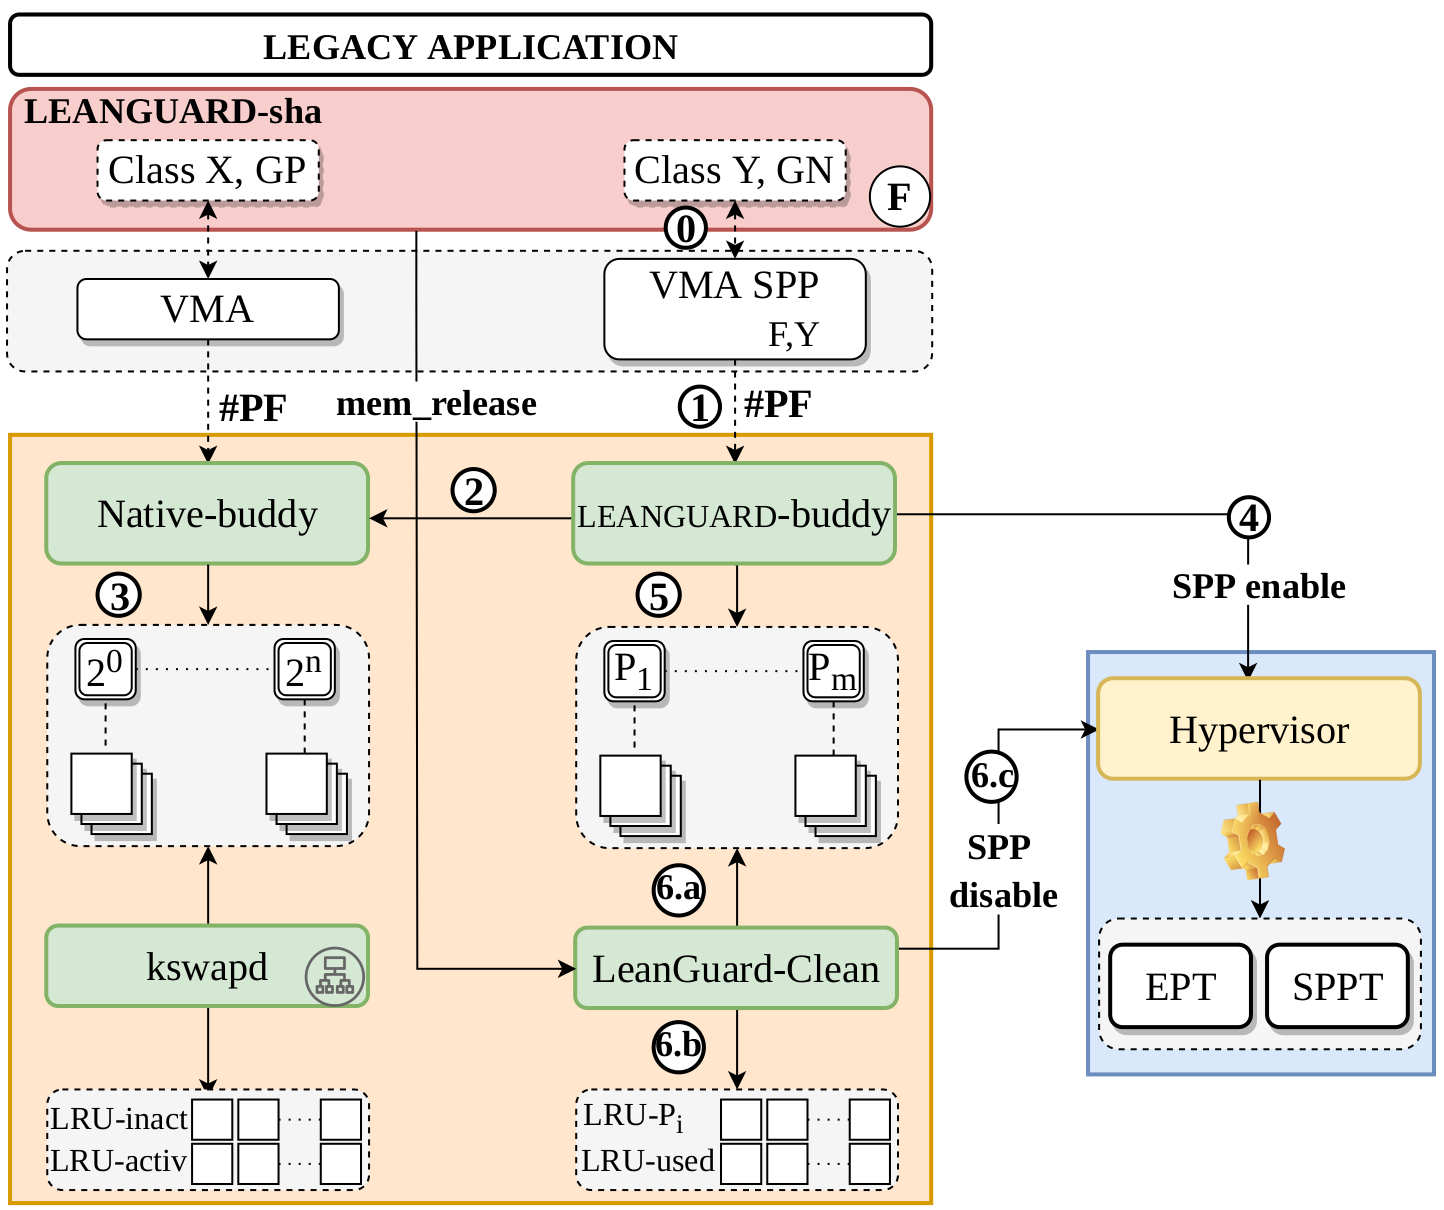 LEGACY APPLICATION
LEANGUARD-sha
Class X, GP
Class Y, GN
F
0
VMA
VMA SPP
F,Y
#PF
mem_release
1
#PF
Native-buddy
2
LEANGUARD-buddy
4
SPP enable
3
5
2^0
2^n
P_1
P_m
Hypervisor
6.c
SPP
disable
6.a
kswapd
LeanGuard-Clean
EPT
SPPT
6.b
LRU-inact
LRU-activ
LRU-P_i
LRU-used